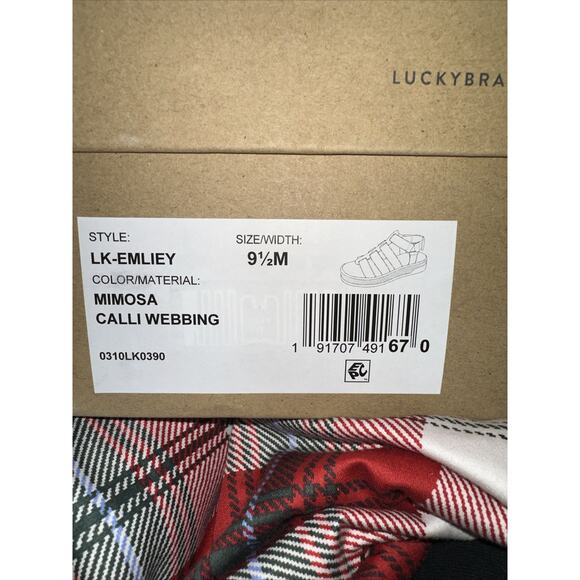 LUCKYBRA
STYLE: SIZE/WIDTH:
LK-EMLIEY 9½M
COLOR/MATERIAL:
MIMOSA
CALLI WEBBING
0310LK0390
1 91707 49167 0